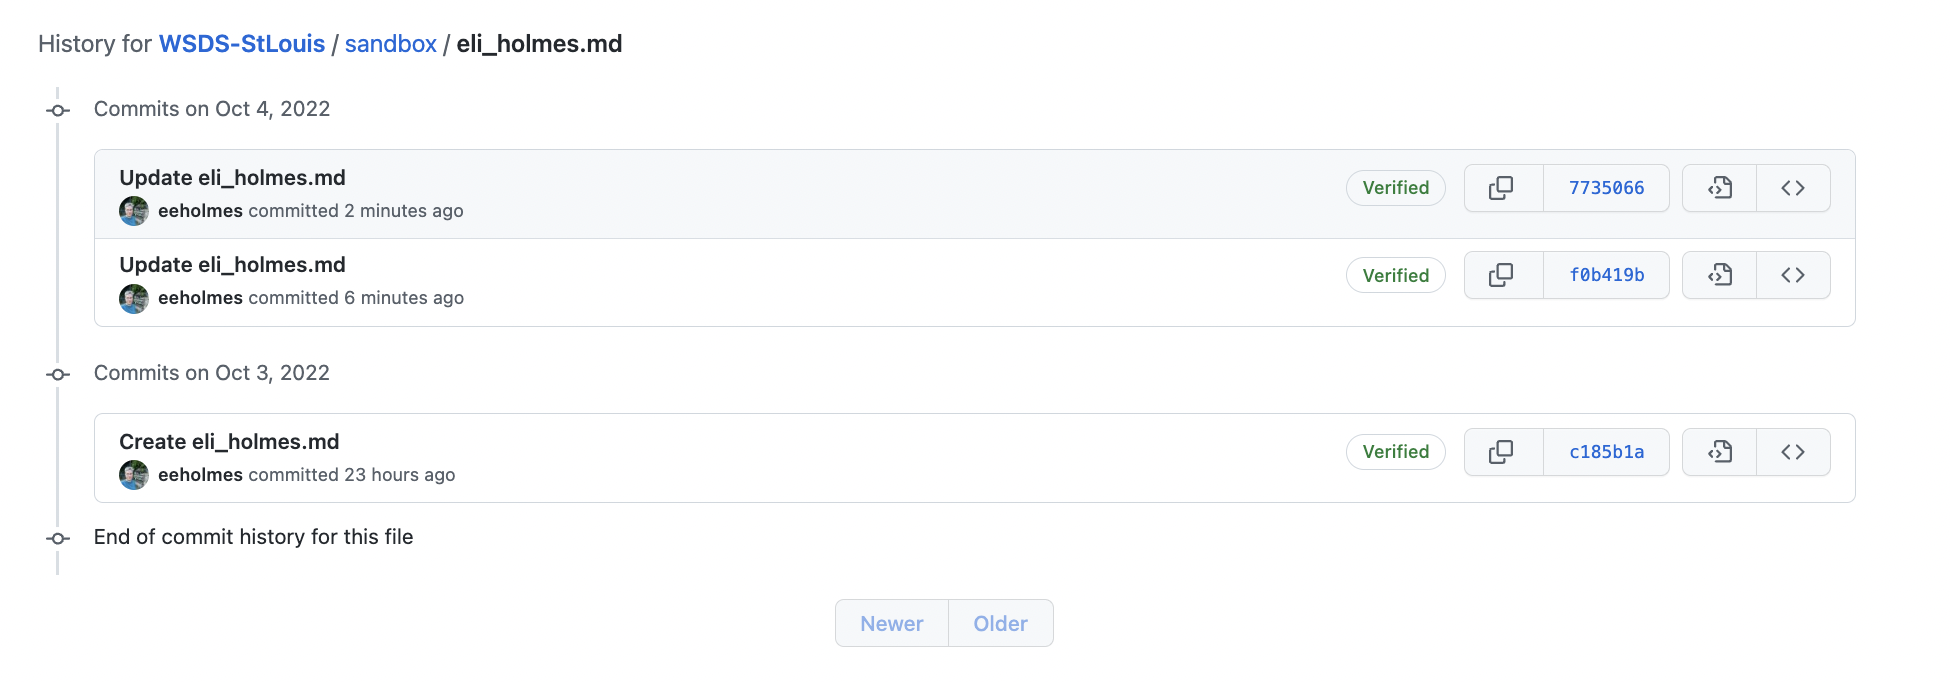 History for WSDS-StLouis / sandbox / eli_holmes.md
Commits on Oct 4, 2022
Update eli_holmes.md
eeholmes committed 2 minutes ago
Verified
7735066
Update eli_holmes.md
eeholmes committed 6 minutes ago
Verified
f0b419b
Commits on Oct 3, 2022
Create eli_holmes.md
eeholmes committed 23 hours ago
Verified
c185b1a
End of commit history for this file
Newer Older